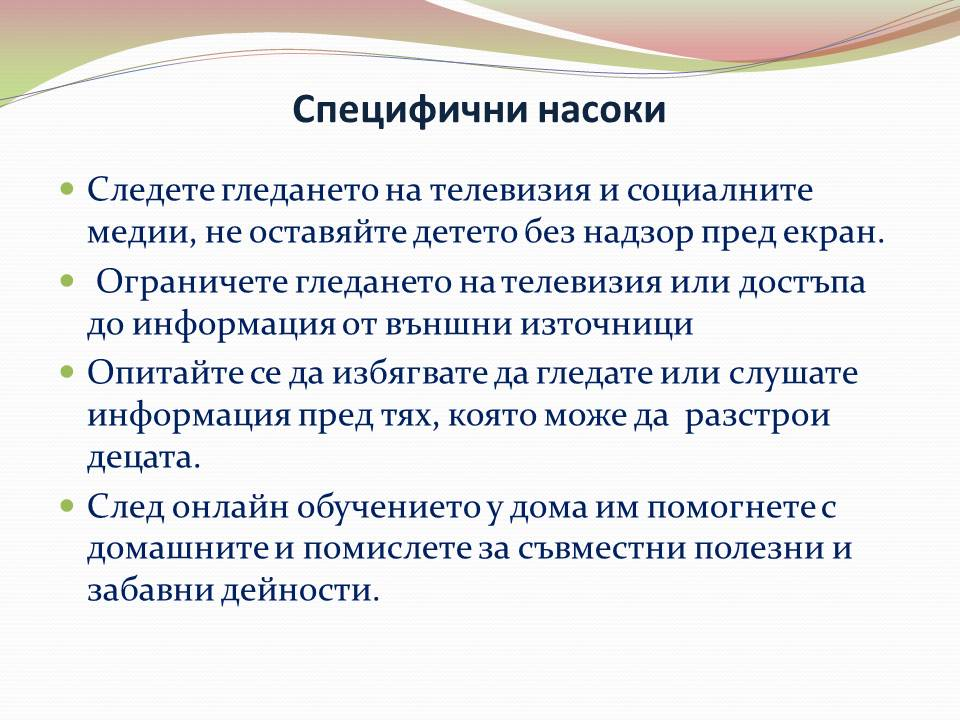 Специфични насоки
Следете гледането на телевизия и социалните
медии, не оставяйте детето без надзор пред екран.
Ограничете гледането на телевизия или достъпа
до информация от външни източници
Опитайте се да избягвате да гледате или слушате
информация пред тях, която може да разстрои
децата.
След онлайн обучението у дома им помогнете с
домашните и помислете за съвместни полезни и
забавни дейности.